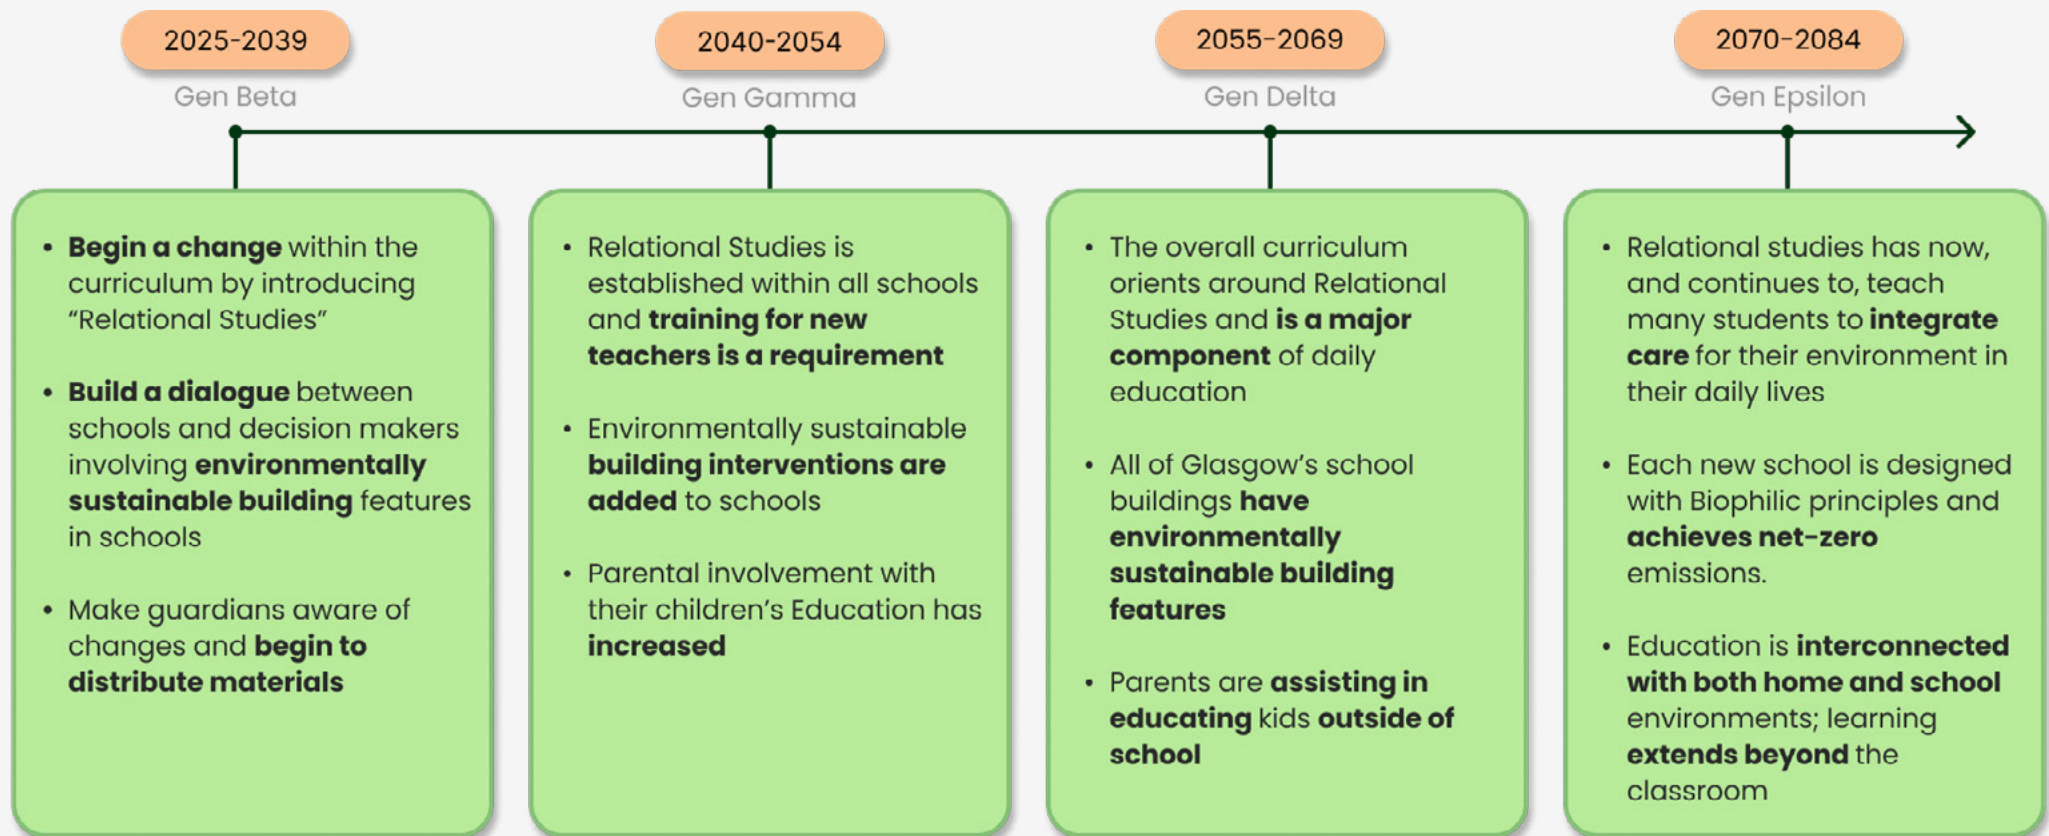 2025-2039
Gen Beta
• Begin a change within the
curriculum by introducing
“Relational Studies”
• Build a dialogue between
schools and decision makers
involving environmentally
sustainable building features
in schools
• Make guardians aware of
changes and begin to
distribute materials
2040-2054
Gen Gamma
• Relational Studies is
established within all schools
and training for new
teachers is a requirement
• Environmentally sustainable
building interventions are
added to schools
• Parental involvement with
their children’s Education has
increased
2055-2069
Gen Delta
• The overall curriculum
orients around Relational
Studies and is a major
component of daily
education
• All of Glasgow’s school
buildings have
environmentally
sustainable building
features
• Parents are assisting in
educating kids outside of
school
2070-2084
Gen Epsilon
• Relational studies has now,
and continues to, teach
many students to integrate
care for their environment in
their daily lives
• Each new school is designed
with Biophilic principles and
achieves net-zero
emissions.
• Education is interconnected
with both home and school
environments; learning
extends beyond the
classroom